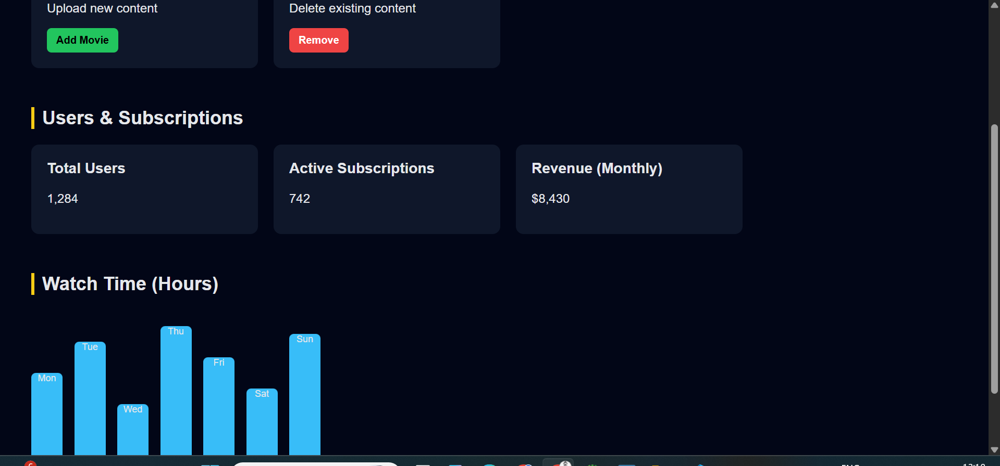 Upload new content
Delete existing content
Add Movie
Remove
Users & Subscriptions
Total Users
Active Subscriptions
Revenue (Monthly)
1,284
742
$8,430
Watch Time (Hours)
Mon
Tue
Wed
Thu
Fri
Sat
Sun